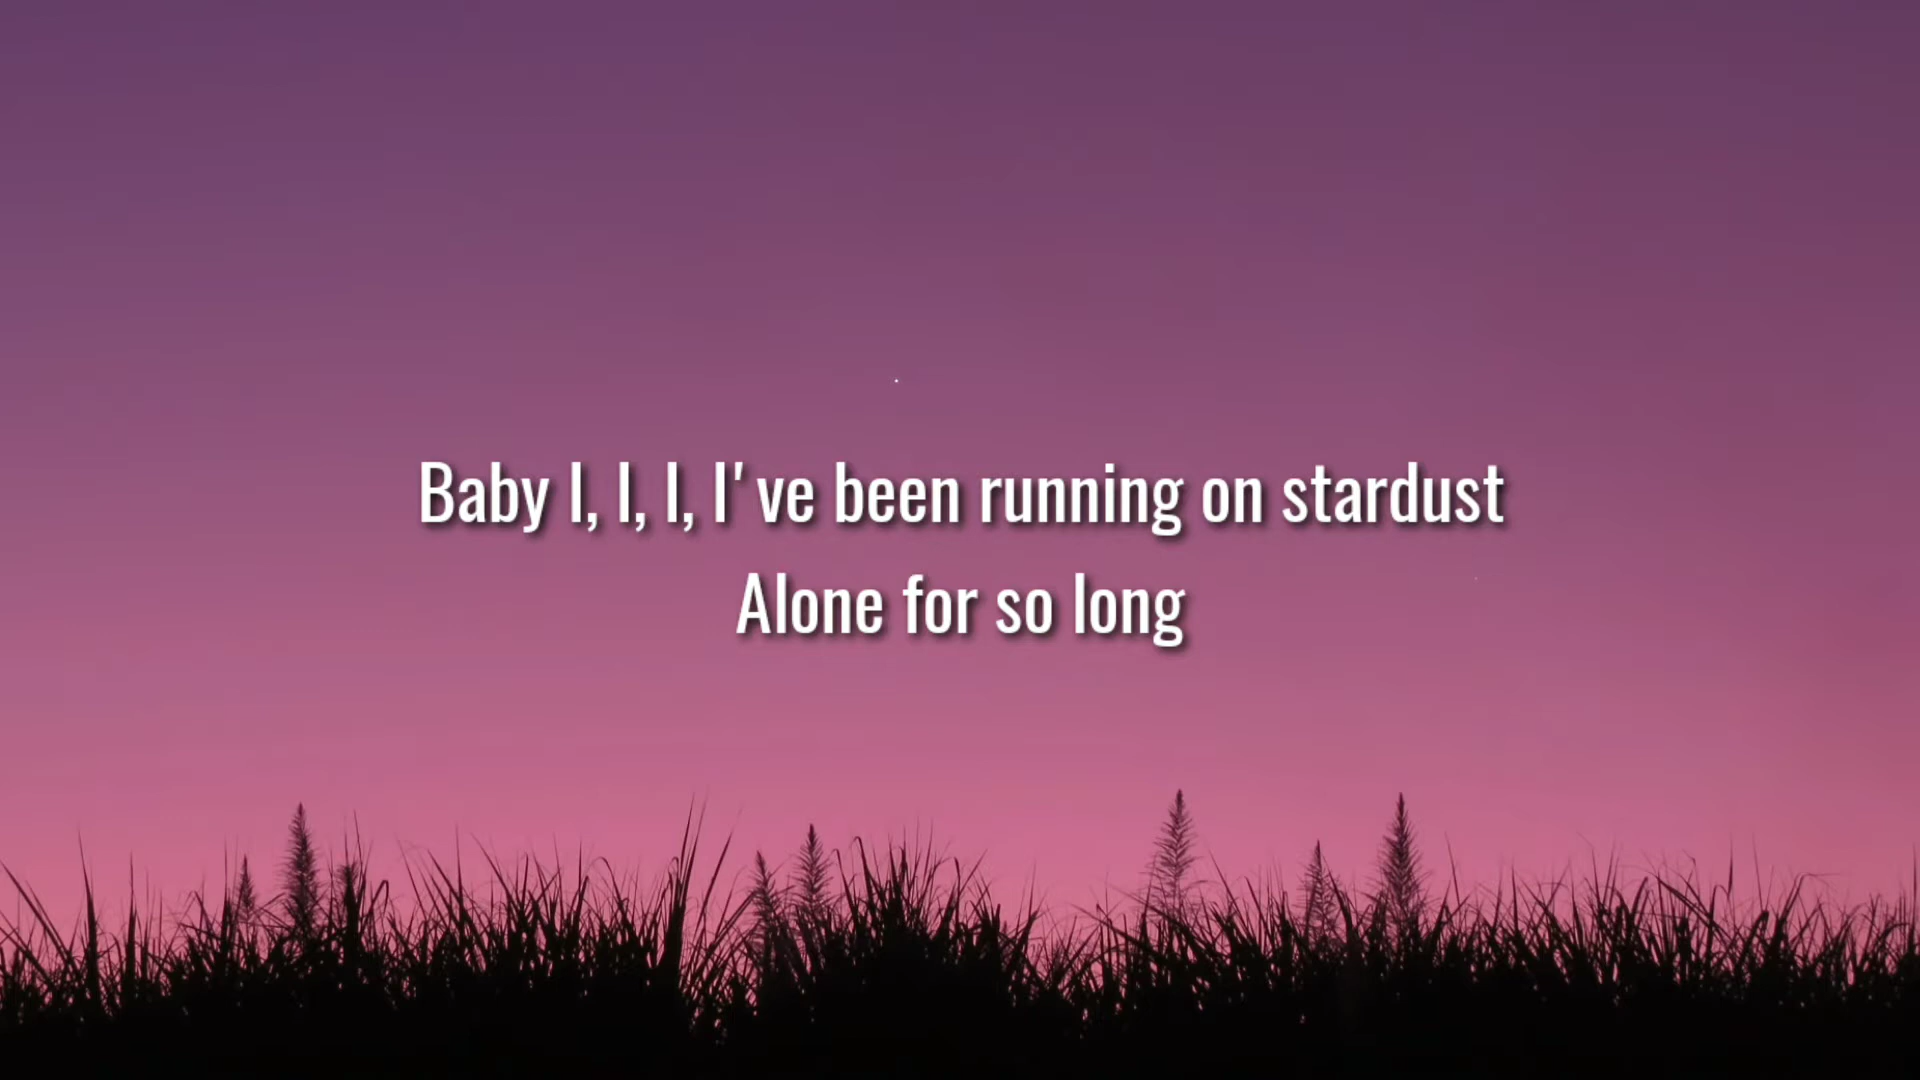 Baby I, I, I, I've been running on stardust
Alone for so long